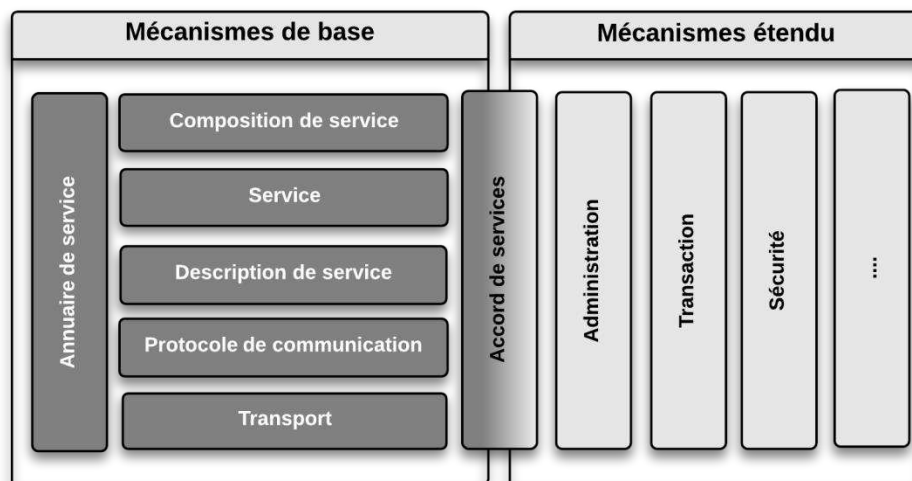 Mécanismes de base
Mécanismes étendu
Annuaire de service
Composition de service
Service
Description de service
Protocole de communication
Transport
Accord de services
Administration
Transaction
Sécurité
....